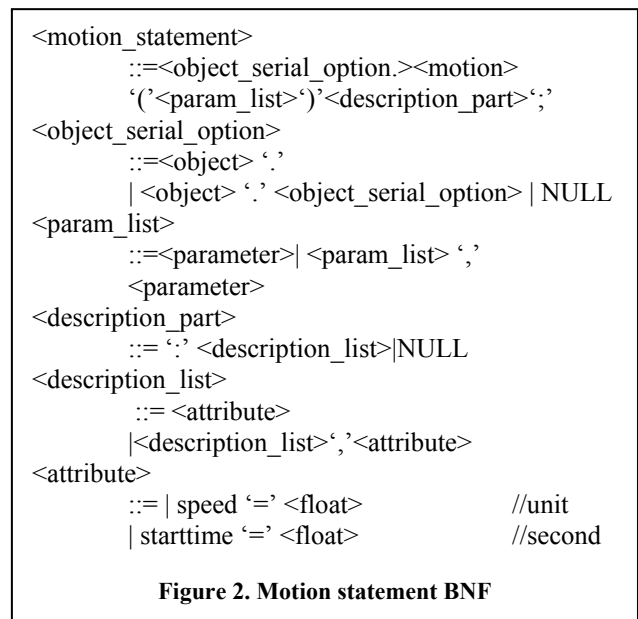 <motion_statement>
::=<object_serial_option.><motion>
‘(’<param_list>‘)’<description_part>‘;’
<object_serial_option>
::=<object> ‘.’
| <object> ‘.’ <object_serial_option> | NULL
<param_list>
::=<parameter>| <param_list> ‘,’
<parameter>
<description_part>
::= ‘:’ <description_list>|NULL
<description_list>
::= <attribute>
|<description_list>‘,’<attribute>
<attribute>
::= | speed ‘=’ <float> //unit
| starttime ‘=’ <float> //second
Figure 2. Motion statement BNF